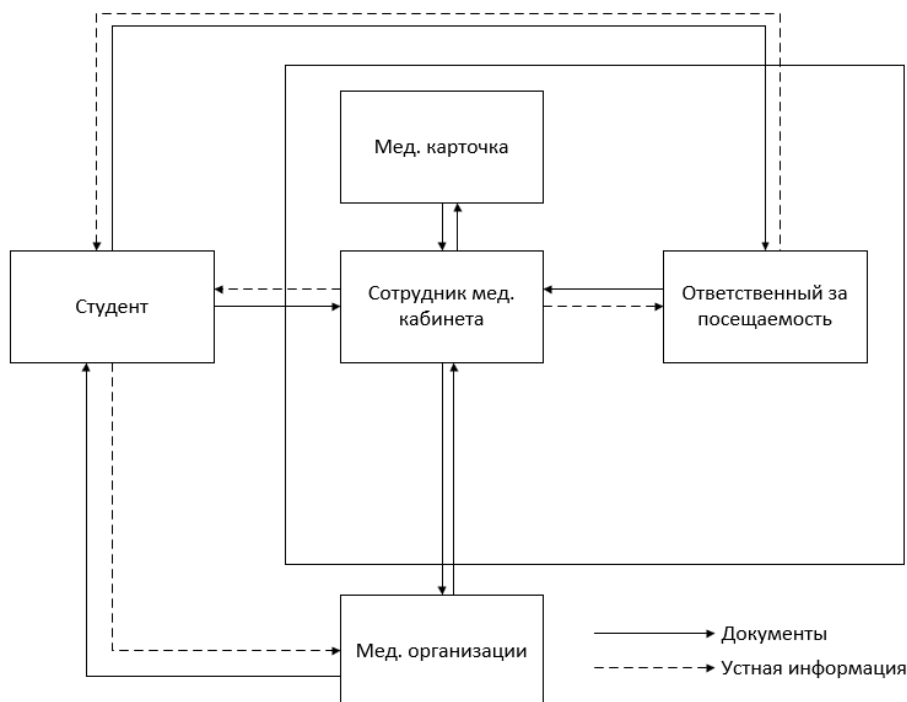 Мед. карточка
Студент
Сотрудник мед.
кабинета
Ответственный за
посещаемость
Мед. организации
Документы
Устная информация